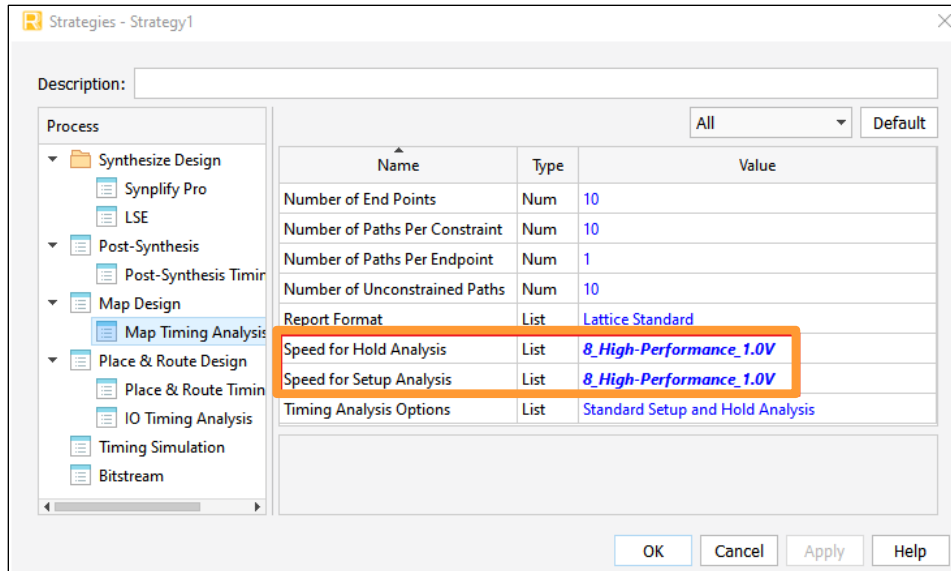 Strategies - Strategy1
Description:
Process
All
Default
Synthesize Design
Synplify Pro
LSE
Post-Synthesis
Post-Synthesis Timin
Map Design
Map Timing Analysis
Place & Route Design
Place & Route Timin
IO Timing Analysis
Timing Simulation
Bitstream
Name Type Value
Number of End Points Num 10
Number of Paths Per Constraint Num 10
Number of Paths Per Endpoint Num 1
Number of Unconstrained Paths Num 10
Report Format List Lattice Standard
Speed for Hold Analysis List 8_High-Performance_1.0V
Speed for Setup Analysis List 8_High-Performance_1.0V
Timing Analysis Options List Standard Setup and Hold Analysis
OK Cancel Apply Help